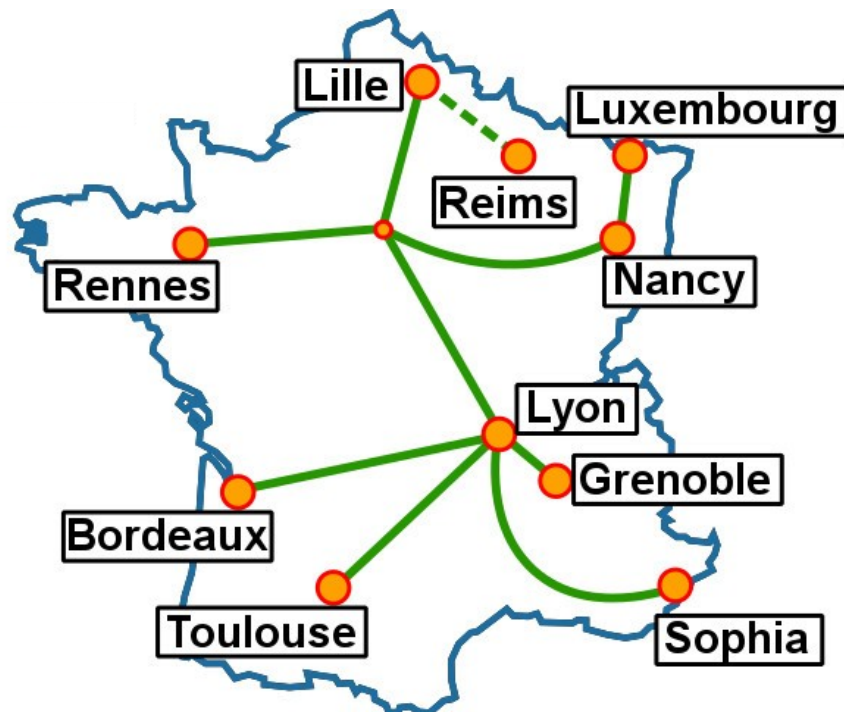 Lille
Luxembourg
Reims
Rennes
Nancy
Lyon
Grenoble
Bordeaux
Toulouse
Sophia